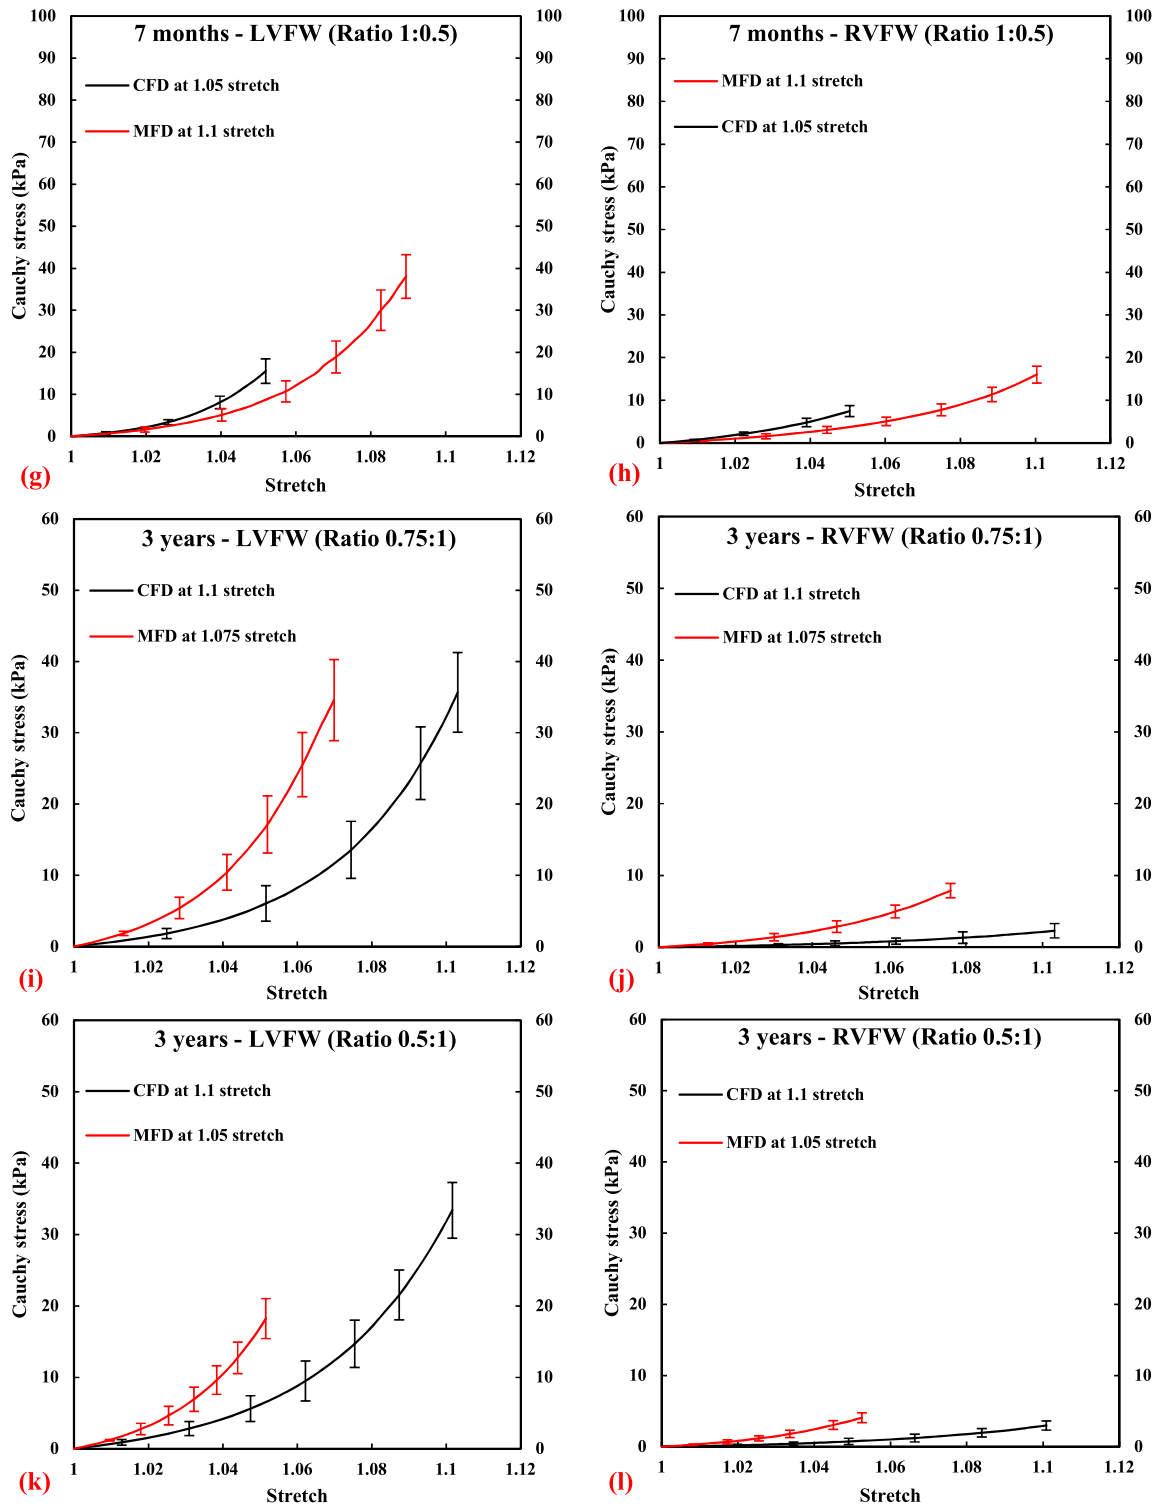 7 months - LVFW (Ratio 1:0.5)
CFD at 1.05 stretch
MFD at 1.1 stretch
Cauchy stress (kPa)
100 90 80 70 60 50 40 30 20 10 0
100 90 80 70 60 50 40 30 20 10 0
1 1.02 1.04 1.06 1.08 1.1 1.12
Stretch
(g)
7 months - RVFW (Ratio 1:0.5)
MFD at 1.1 stretch
CFD at 1.05 stretch
Cauchy stress (kPa)
100 90 80 70 60 50 40 30 20 10 0
100 90 80 70 60 50 40 30 20 10 0
1 1.02 1.04 1.06 1.08 1.1 1.12
Stretch
(h)
3 years - LVFW (Ratio 0.75:1)
CFD at 1.1 stretch
MFD at 1.075 stretch
Cauchy stress (kPa)
60 50 40 30 20 10 0
60 50 40 30 20 10 0
1 1.02 1.04 1.06 1.08 1.1 1.12
Stretch
(i)
3 years - RVFW (Ratio 0.75:1)
CFD at 1.1 stretch
MFD at 1.075 stretch
Cauchy stress (kPa)
60 50 40 30 20 10 0
60 50 40 30 20 10 0
1 1.02 1.04 1.06 1.08 1.1 1.12
Stretch
(j)
3 years - LVFW (Ratio 0.5:1)
CFD at 1.1 stretch
MFD at 1.05 stretch
Cauchy stress (kPa)
60 50 40 30 20 10 0
60 50 40 30 20 10 0
1 1.02 1.04 1.06 1.08 1.1 1.12
Stretch
(k)
3 years - RVFW (Ratio 0.5:1)
CFD at 1.1 stretch
MFD at 1.05 stretch
Cauchy stress (kPa)
60 50 40 30 20 10 0
60 50 40 30 20 10 0
1 1.02 1.04 1.06 1.08 1.1 1.12
Stretch
(l)